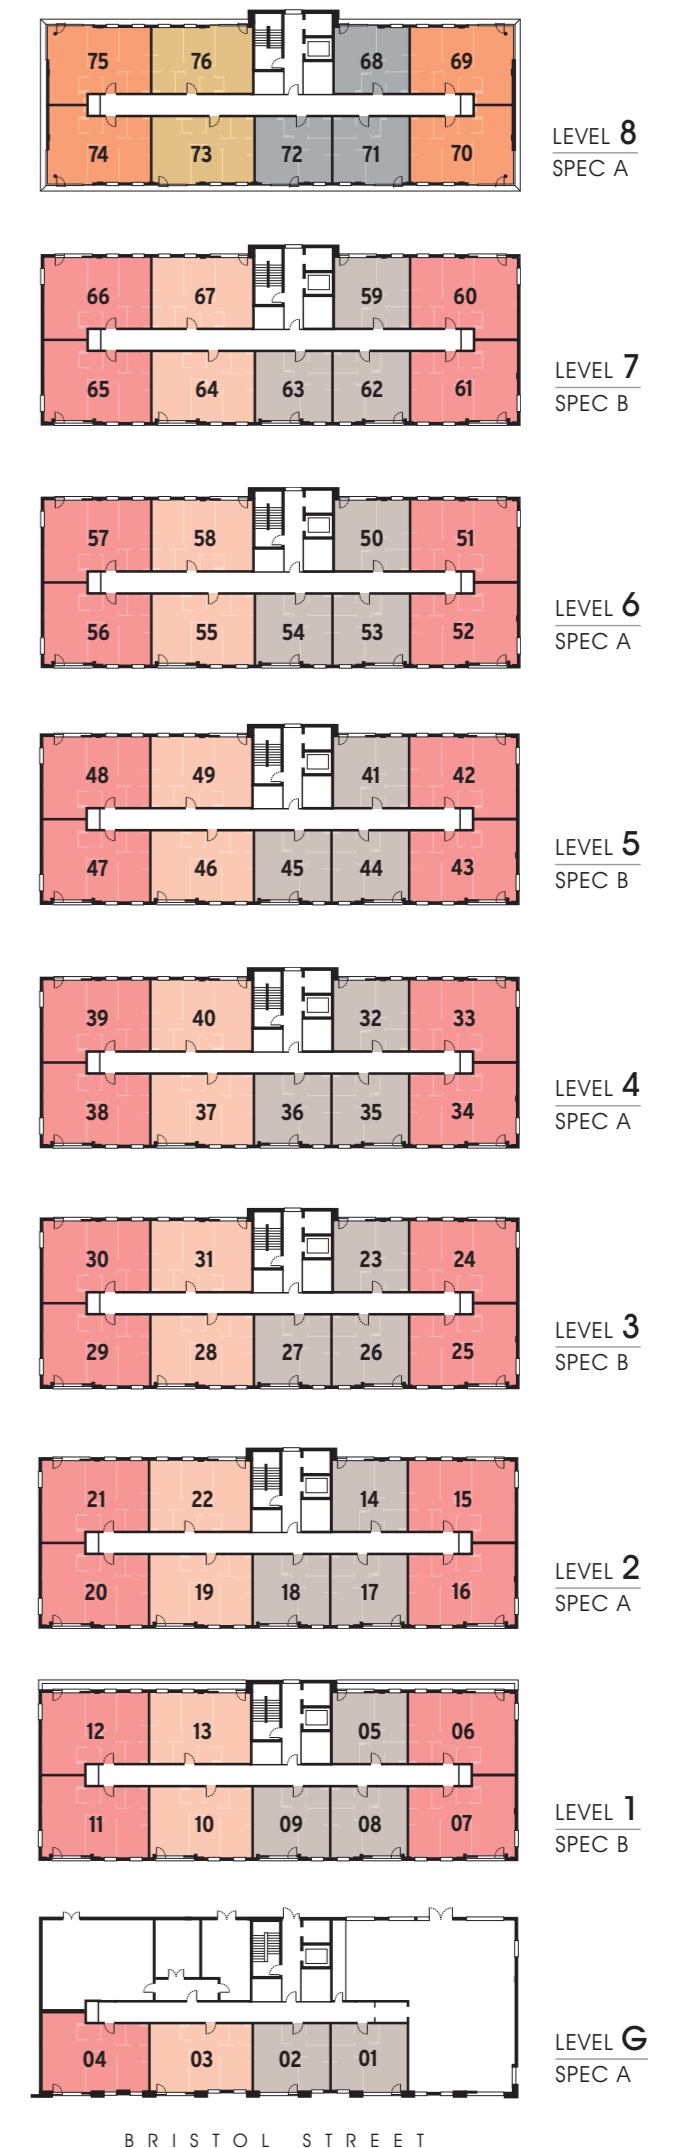 75 76 68 69
74 73 72 71 70
LEVEL 8
SPEC A
66 67 59 60
65 64 63 62 61
LEVEL 7
SPEC B
57 58 50 51
56 55 54 53 52
LEVEL 6
SPEC A
48 49 41 42
47 46 45 44 43
LEVEL 5
SPEC B
39 40 32 33
38 37 36 35 34
LEVEL 4
SPEC A
30 31 23 24
29 28 27 26 25
LEVEL 3
SPEC B
21 22 14 15
20 19 18 17 16
LEVEL 2
SPEC A
12 13 05 06
11 10 09 08 07
LEVEL 1
SPEC B
04 03 02 01
LEVEL G
SPEC A
BRISTOL STREET